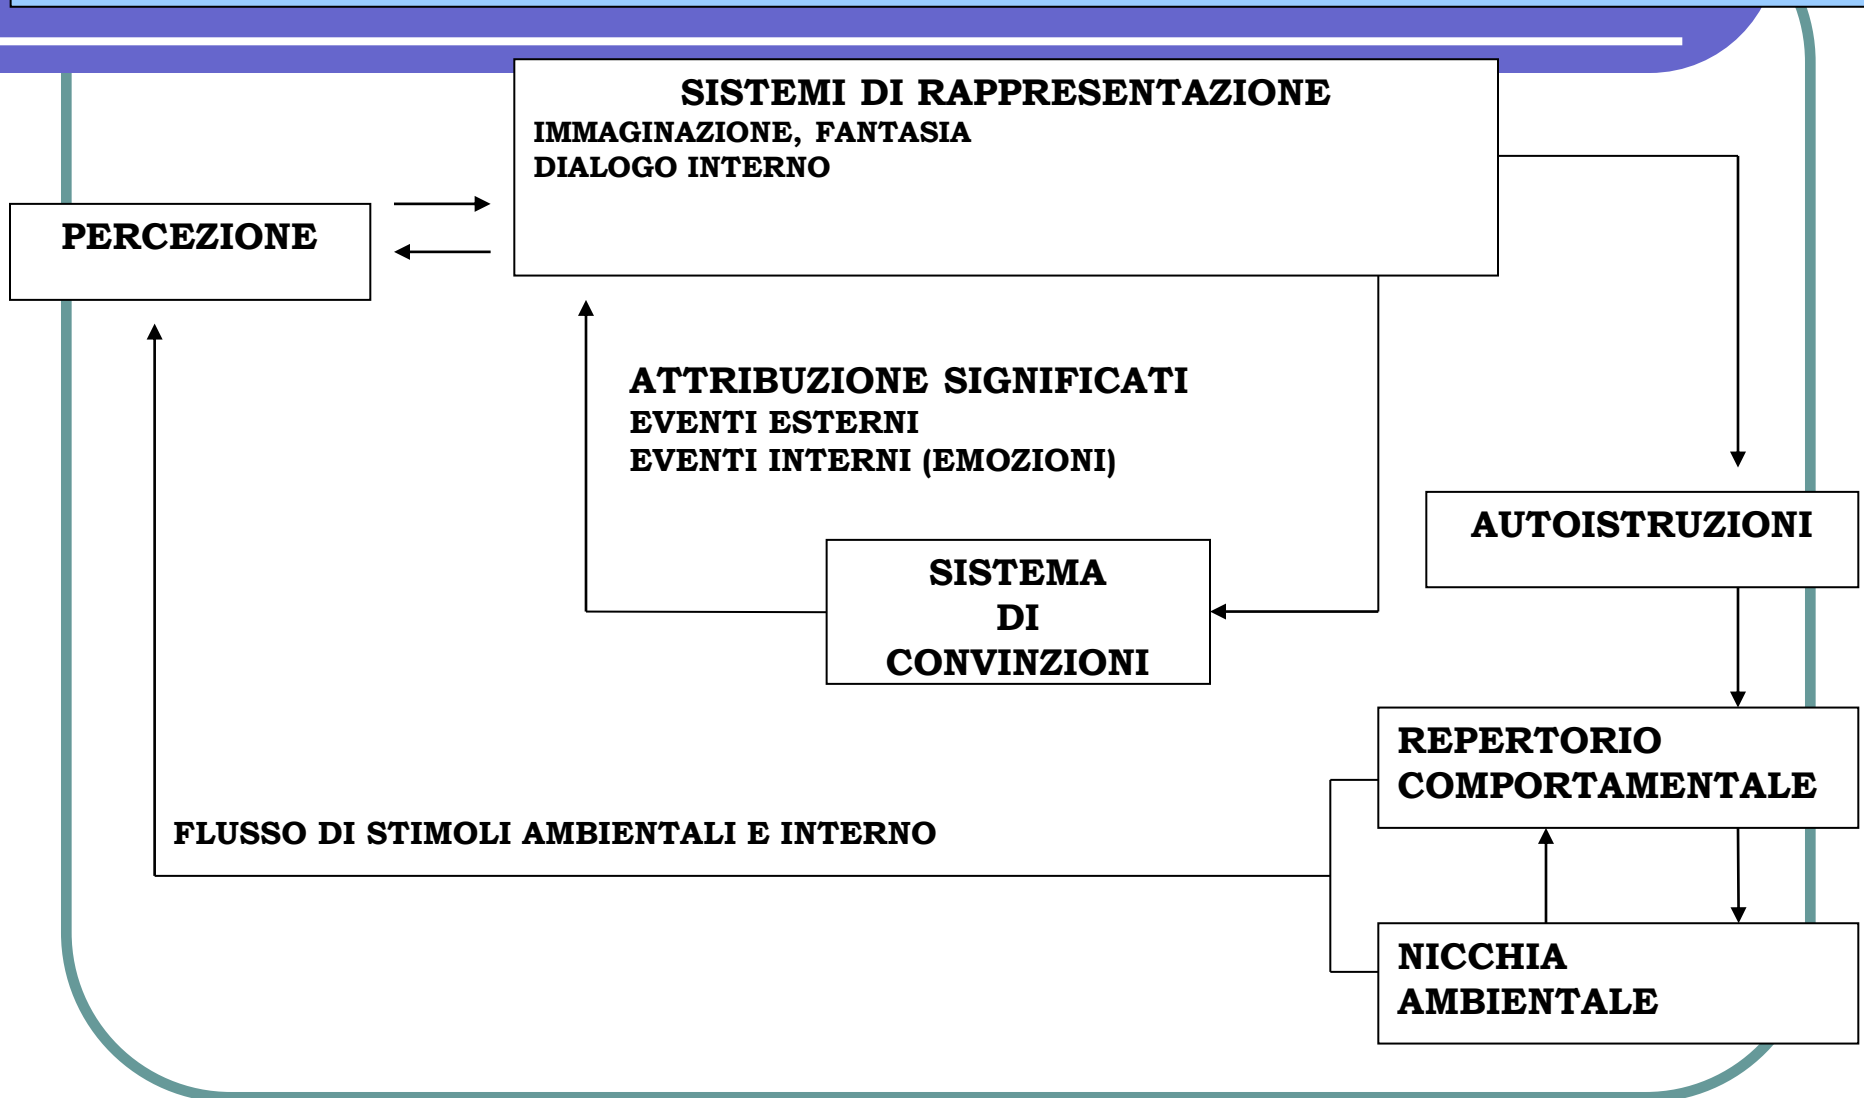 SISTEMI DI RAPPRESENTAZIONE
IMMAGINAZIONE, FANTASIA
DIALOGO INTERNO
PERCEZIONE
ATTRIBUZIONE SIGNIFICATI
EVENTI ESTERNI
EVENTI INTERNI (EMOZIONI)
AUTOISTRUZIONI
SISTEMA
DI
CONVINZIONI
REPERTORIO
COMPORTAMENTALE
FLUSSO DI STIMOLI AMBIENTALI E INTERNO
NICCHIA
AMBIENTALE